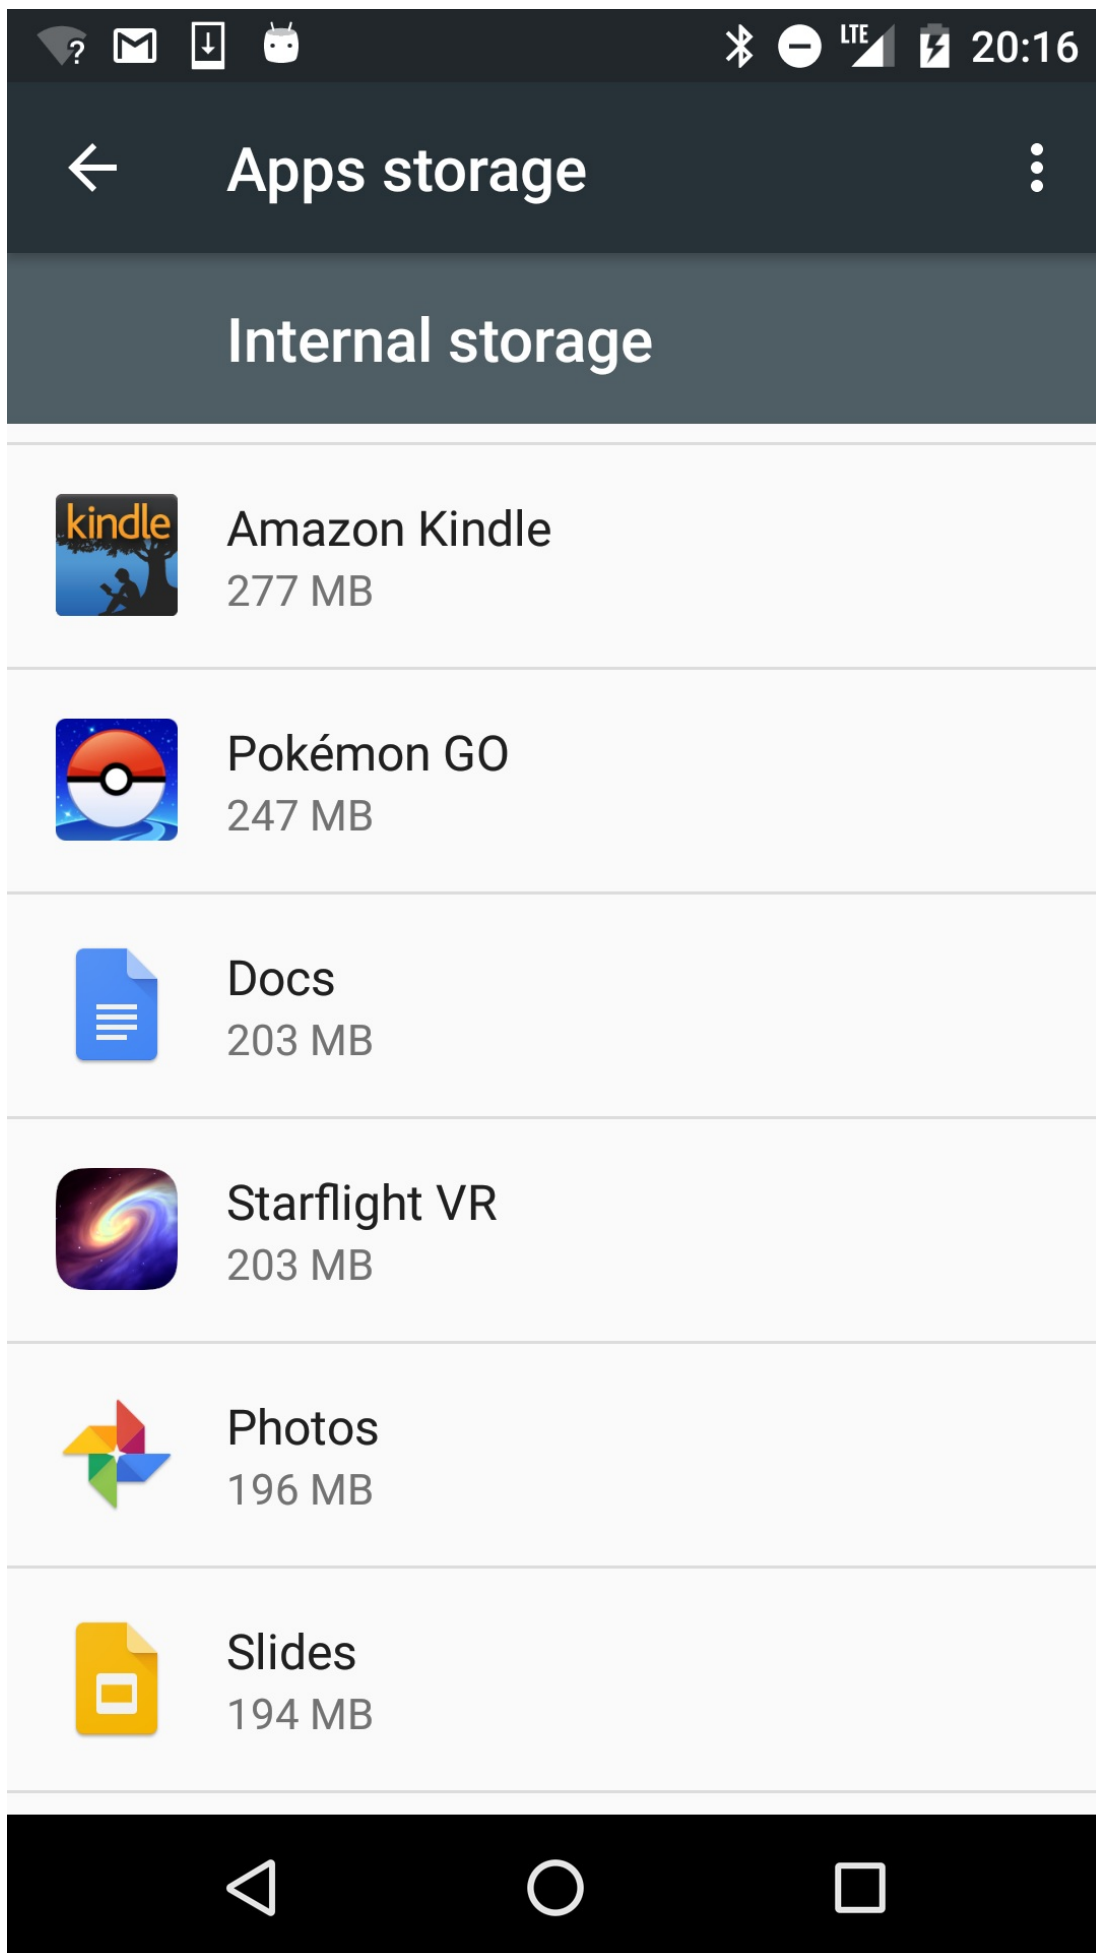 ? LTE 20:16
Apps storage
Internal storage
kindle
Amazon Kindle
277 MB
Pokémon GO
247 MB
Docs
203 MB
Starflight VR
203 MB
Photos
196 MB
Slides
194 MB